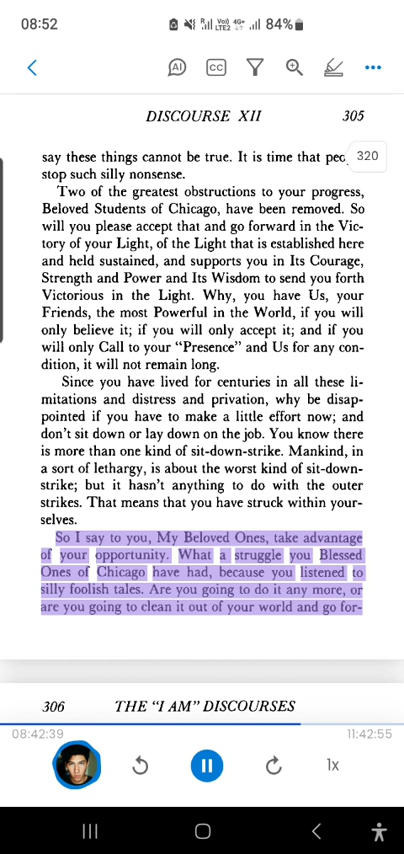 08:52
84%
AI CC
DISCOURSE XII 305
320
say these things cannot be true. It is time that
stop such silly nonsense.
Two of the greatest obstructions to your progress,
Beloved Students of Chicago, have been removed. So
will you please accept that and go forward in the Vic-
tory of your Light, of the Light that is established here
and held sustained, and supports you in Its Courage,
Strength and Power and Its Wisdom to send you forth
Victorious in the Light. Why, you have Us, your
Friends, the most Powerful in the World, if you will
only believe it; if you will only accept it; and if you
will only Call to your “Presence” and Us for any con-
dition, it will not remain long.
Since you have lived for centuries in all these li-
mitations and distress and privation, why be disap-
pointed if you have to make a little effort now; and
don't sit down or lay down on the job. You know there
is more than one kind of sit-down-strike. Mankind, in
a sort of lethargy, is about the worst kind of sit-down-
strike; but it hasn't anything to do with the outer
strikes. That means that you have struck within your-
selves.
So I say to you, My Beloved Ones, take advantage
of your opportunity. What a struggle you Blessed
Ones of Chicago have had, because you listened to
silly foolish tales. Are you going to do it any more, or
are you going to clean it out of your world and go for-
306 THE “I AM” DISCOURSES
08:42:39 11:42:55
1x